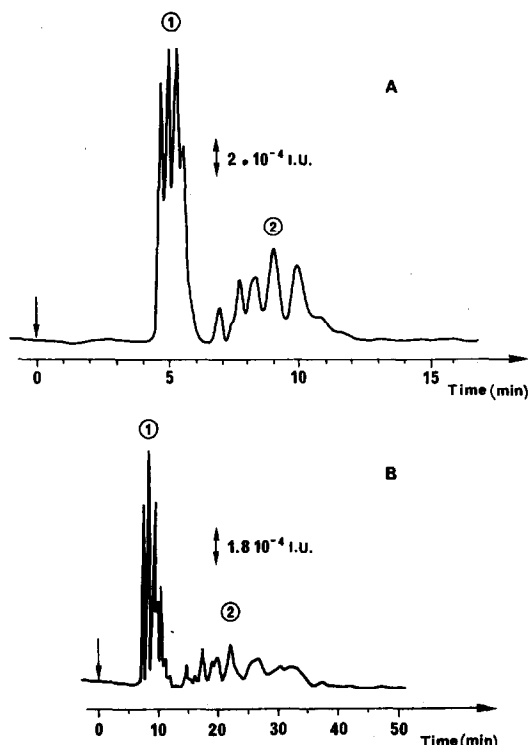 ①
A
2 • 10⁻⁴ I.U.
②
0 5 10 15
Time (min)
①
B
1.8 10⁻⁴ I.U.
②
0 10 20 30 40 50
Time (min)